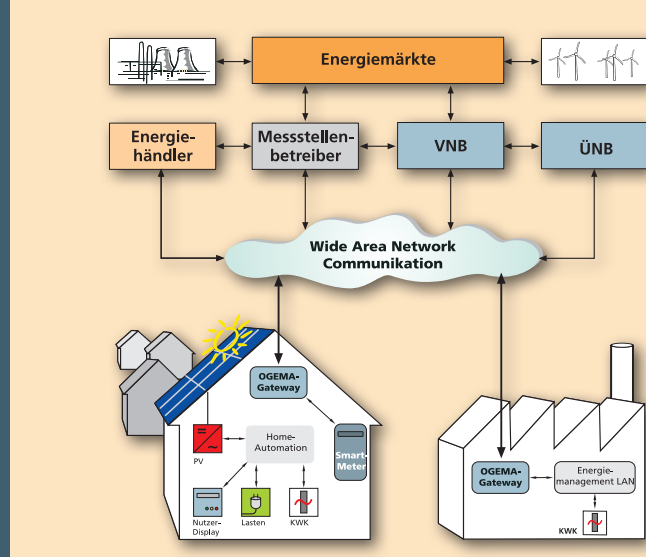 Energiemärkte
Energie-
händler
Messstellen-
betreiber
VNB
ÜNB
Wide Area Network
Communikation
OGEMA-
Gateway
Home-
Automation
Smart-
Meter
PV
Nutzer-
Display
Lasten
KWK
OGEMA-
Gateway
Energie-
management LAN
KWK